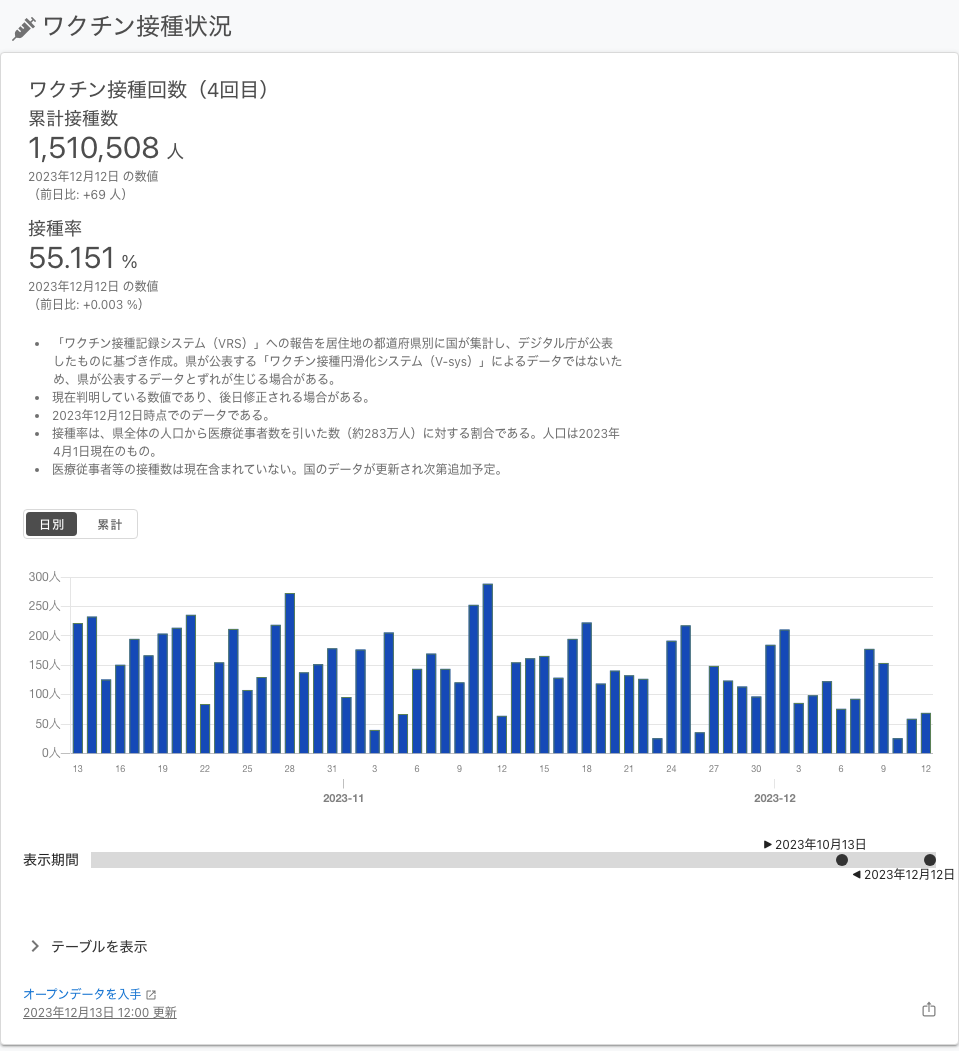 ワクチン接種状況
ワクチン接種回数（4回目）
累計接種数
1,510,508 人
2023年12月12日 の数値
（前日比: +69 人）
接種率
55.151 %
2023年12月12日 の数値
（前日比: +0.003 %）
• 「ワクチン接種記録システム（VRS）」への報告を居住地の都道府県別に国が集計し、デジタル庁が公表
したものに基づき作成。県が公表する「ワクチン接種円滑化システム（V-sys）」によるデータではないた
め、県が公表するデータとずれが生じる場合がある。
• 現在判明している数値であり、後日修正される場合がある。
• 2023年12月12日時点でのデータである。
• 接種率は、県全体の人口から医療従事者数を引いた数（約283万人）に対する割合である。人口は2023年
4月1日現在のもの。
• 医療従事者等の接種数は現在含まれていない。国のデータが更新され次第追加予定。
日別 累計
300人
250人
200人
150人
100人
50人
0人
13 16 19 22 25 28 31 3 6 9 12 15 18 21 24 27 30 3 6 9 12
2023-11 2023-12
▶ 2023年10月13日
表示期間
◀ 2023年12月12日
テーブルを表示
オープンデータを入手
2023年12月13日 12:00 更新